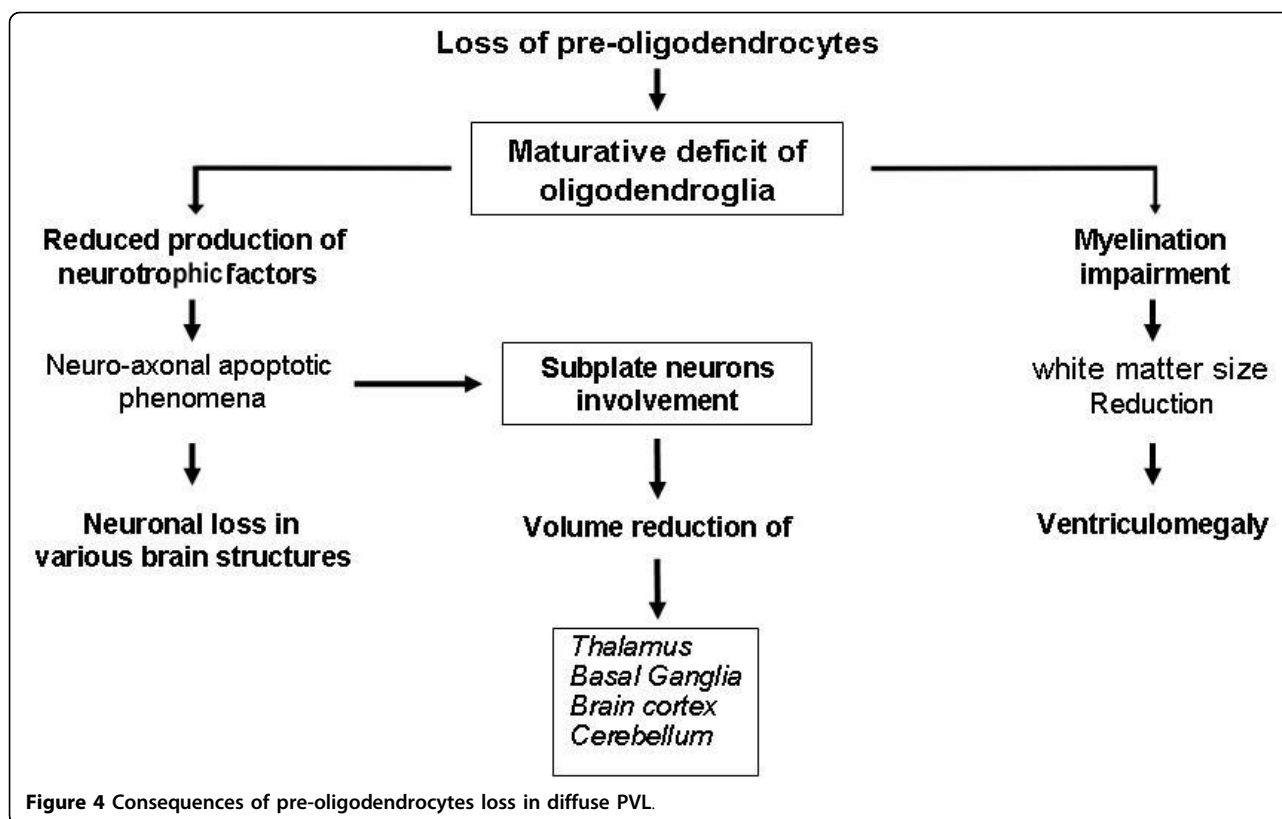 Loss of pre-oligodendrocytes
Maturative deficit of
oligodendroglia
Reduced production of
neurotrophic factors
Myelination
impairment
Neuro-axonal apoptotic
phenomena
Subplate neurons
involvement
white matter size
Reduction
Neuronal loss in
various brain structures
Volume reduction of
Ventriculomegaly
Thalamus
Basal Ganglia
Brain cortex
Cerebellum
Figure 4 Consequences of pre-oligodendrocytes loss in diffuse PVL.